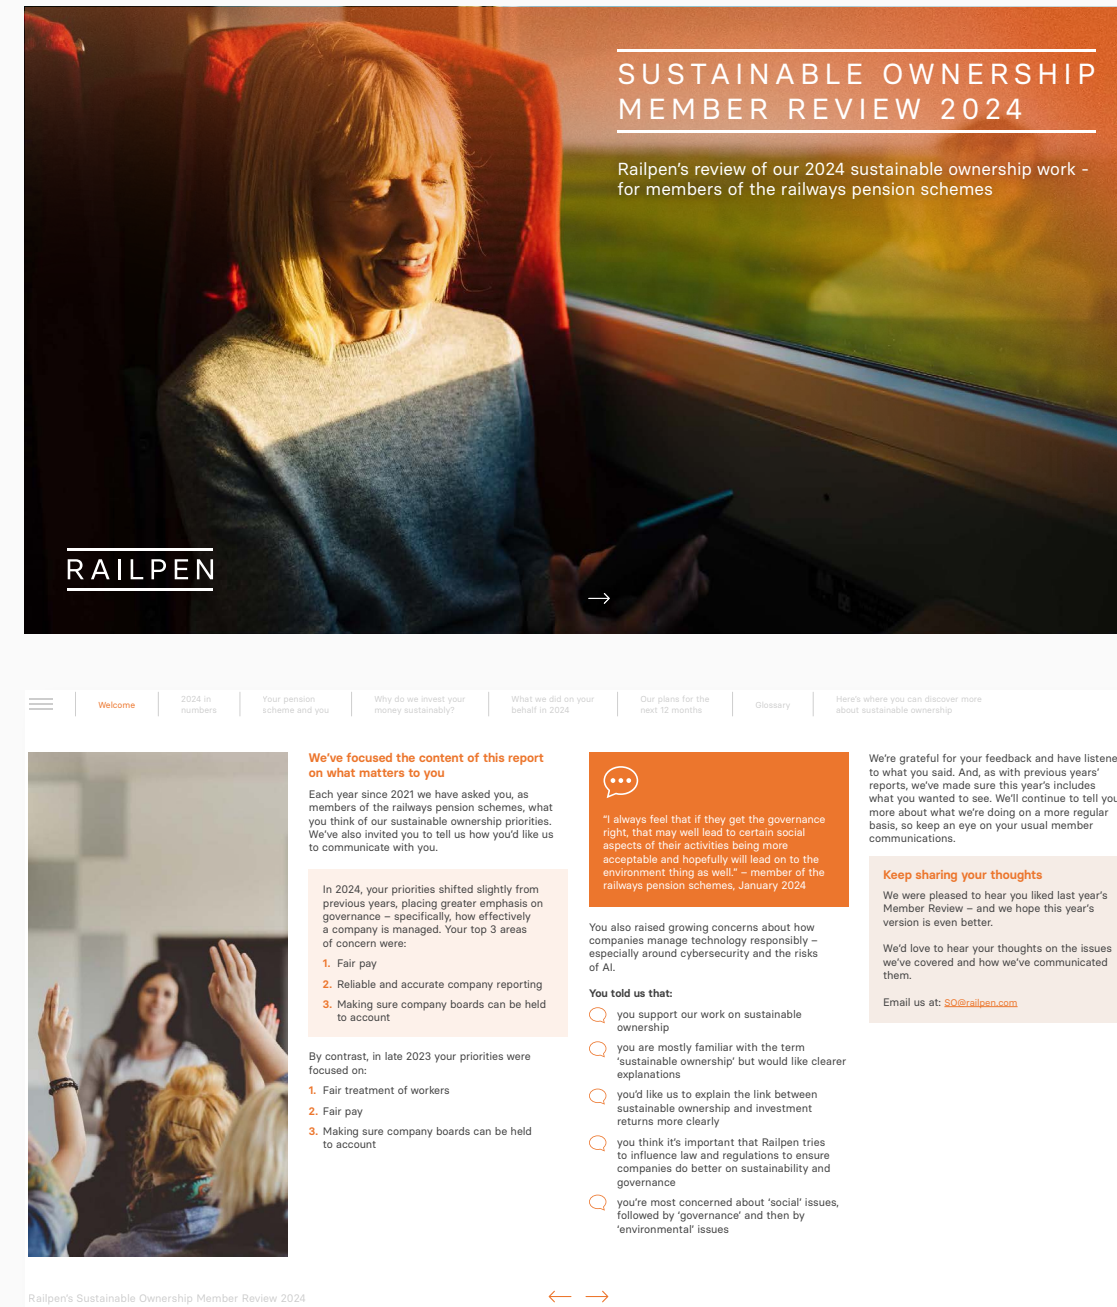 SUSTAINABLE OWNERSHIP
MEMBER REVIEW 2024
Railpen's review of our 2024 sustainable ownership work -
for members of the railways pension schemes
RAILPEN
Welcome
2024 in
numbers
Your pension
scheme and you
Why do we invest your
money sustainably?
What we did on your
behalf in 2024
Our plans for the
next 12 months
Glossary
Here's where you can discover more
about sustainable ownership
We've focused the content of this report
on what matters to you
Each year since 2021 we have asked you, as
members of the railways pension schemes, what
you think of our sustainable ownership priorities.
We've also invited you to tell us how you'd like us
to communicate with you.
In 2024, your priorities shifted slightly from
previous years, placing greater emphasis on
governance – specifically, how effectively
a company is managed. Your top 3 areas
of concern were:
1. Fair pay
2. Reliable and accurate company reporting
3. Making sure company boards can be held
to account
By contrast, in late 2023 your priorities were
focused on:
1. Fair treatment of workers
2. Fair pay
3. Making sure company boards can be held
to account
"I always feel that if they get the governance
right, that may well lead to certain social
aspects of their activities being more
acceptable and hopefully will lead on to the
environment thing as well." – member of the
railways pension schemes, January 2024
You also raised growing concerns about how
companies manage technology responsibly –
especially around cybersecurity and the risks
of AI.
You told us that:
you support our work on sustainable
ownership
you are mostly familiar with the term
'sustainable ownership' but would like clearer
explanations
you'd like us to explain the link between
sustainable ownership and investment
returns more clearly
you think it's important that Railpen tries
to influence law and regulations to ensure
companies do better on sustainability and
governance
you're most concerned about 'social' issues,
followed by 'governance' and then by
'environmental' issues
We're grateful for your feedback and have listene
to what you said. And, as with previous years'
reports, we've made sure this year's includes
what you wanted to see. We'll continue to tell you
more about what we're doing on a more regular
basis, so keep an eye on your usual member
communications.
Keep sharing your thoughts
We were pleased to hear you liked last year's
Member Review – and we hope this year's
version is even better.
We'd love to hear your thoughts on the issues
we've covered and how we've communicated
them.
Email us at: SO@railpen.com
Railpen's Sustainable Ownership Member Review 2024